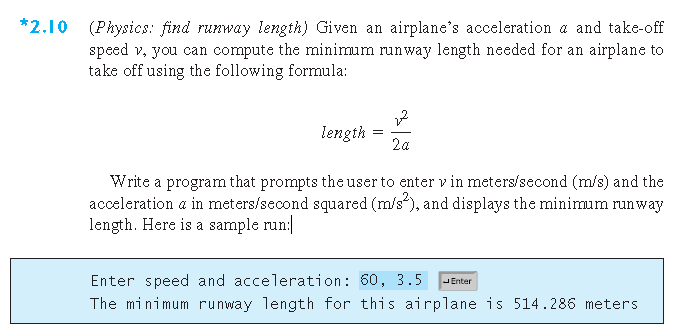 *2.10 (Physics: find runway length) Given an airplane's acceleration a and take-off
speed v, you can compute the minimum runway length needed for an airplane to
take off using the following formula:
length = v²/2a
Write a program that prompts the user to enter v in meters/second (m/s) and the
acceleration a in meters/second squared (m/s²), and displays the minimum runway
length. Here is a sample run:
Enter speed and acceleration: 60, 3.5 ↵Enter
The minimum runway length for this airplane is 514.286 meters